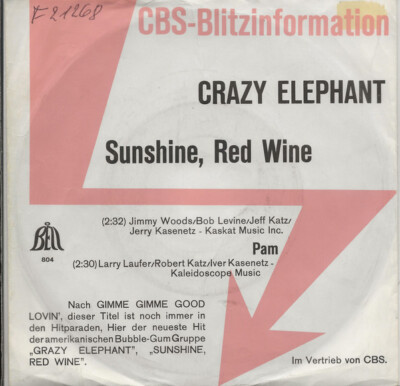 F 21268
CBS-Blitzinformation
CRAZY ELEPHANT
Sunshine, Red Wine
(2:32) Jimmy Woods/Bob Levine/Jeff Katz/
Jerry Kasenetz - Kaskat Music Inc.
BELL
804
Pam
(2:30) Larry Laufer/Robert Katz/Iver Kasenetz -
Kaleidoscope Music
Nach GIMME GIMME GOOD
LOVIN', dieser Titel ist noch immer in
den Hitparaden, Hier der neueste Hit
der amerikanischen Bubble-Gum Gruppe
„GRAZY ELEPHANT", „SUNSHINE,
RED WINE".
Im Vertrieb von CBS.